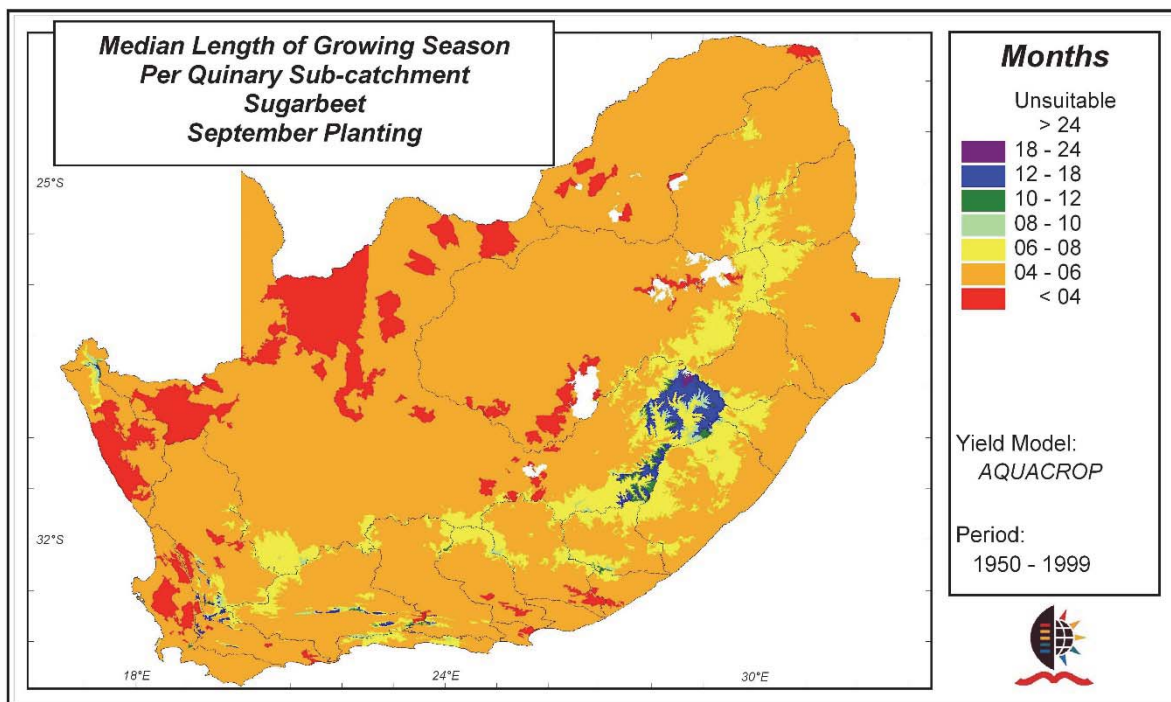 Median Length of Growing Season
Per Quinary Sub-catchment
Sugarbeet
September Planting
Months
Unsuitable
> 24
18 - 24
12 - 18
10 - 12
08 - 10
06 - 08
04 - 06
< 04
25°S
32°S
18°E
24°E
30°E
Yield Model:
AQUACROP
Period:
1950 - 1999